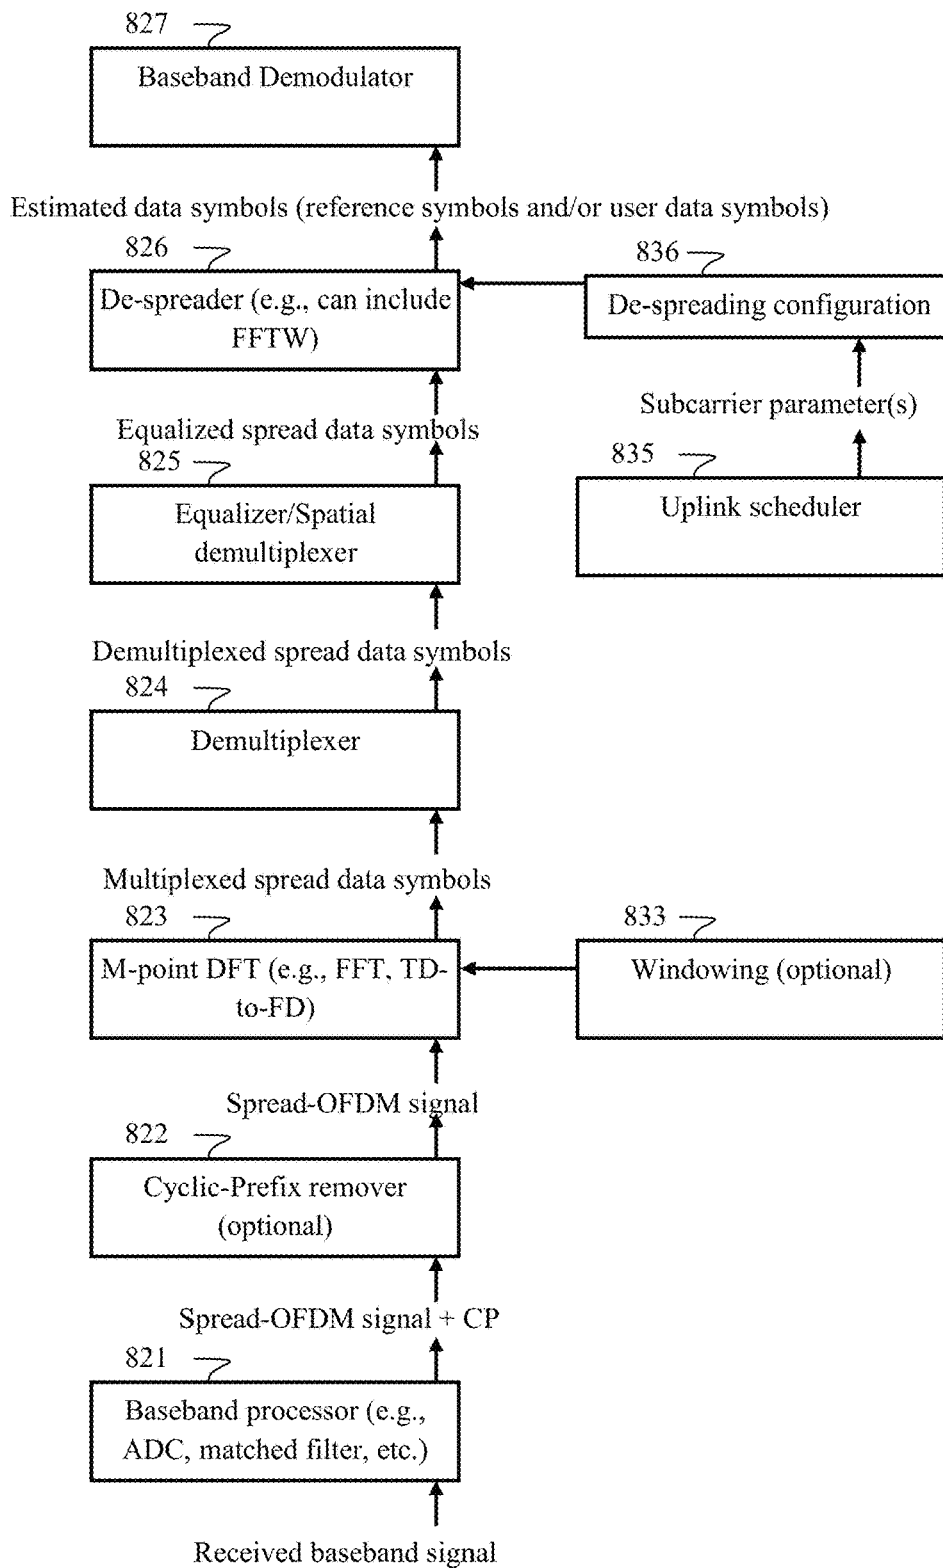 827
Baseband Demodulator
Estimated data symbols (reference symbols and/or user data symbols)
826
De-spreader (e.g., can include
FFTW)
836
De-spreading configuration
Subcarrier parameter(s)
Equalized spread data symbols
825
Equalizer/Spatial
demultiplexer
835
Uplink scheduler
Demultiplexed spread data symbols
824
Demultiplexer
Multiplexed spread data symbols
823
M-point DFT (e.g., FFT, TD-
to-FD)
833
Windowing (optional)
Spread-OFDM signal
822
Cyclic-Prefix remover
(optional)
Spread-OFDM signal + CP
821
Baseband processor (e.g.,
ADC, matched filter, etc.)
Received baseband signal